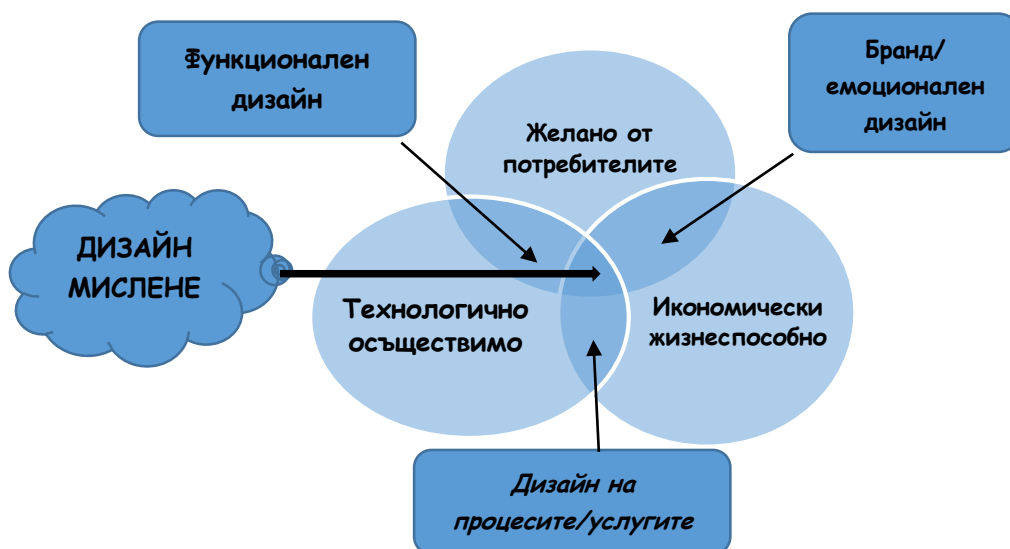 Функционален
дизайн
Бранд/
емоционален
дизайн
Желано от
потребителите
ДИЗАЙН
МИСЛЕНЕ
Технологично
осъществимо
Икономически
жизнеспособно
Дизайн на
процесите/услугите